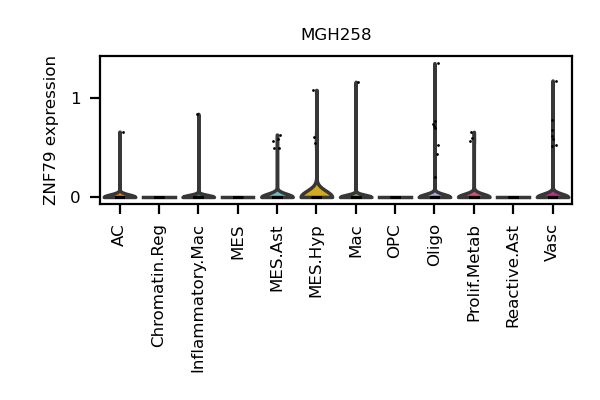 MGH258
ZNF79 expression
1
0
AC
Chromatin.Reg
Inflammatory.Mac
MES
MES.Ast
MES.Hyp
Mac
OPC
Oligo
Prolif.Metab
Reactive.Ast
Vasc